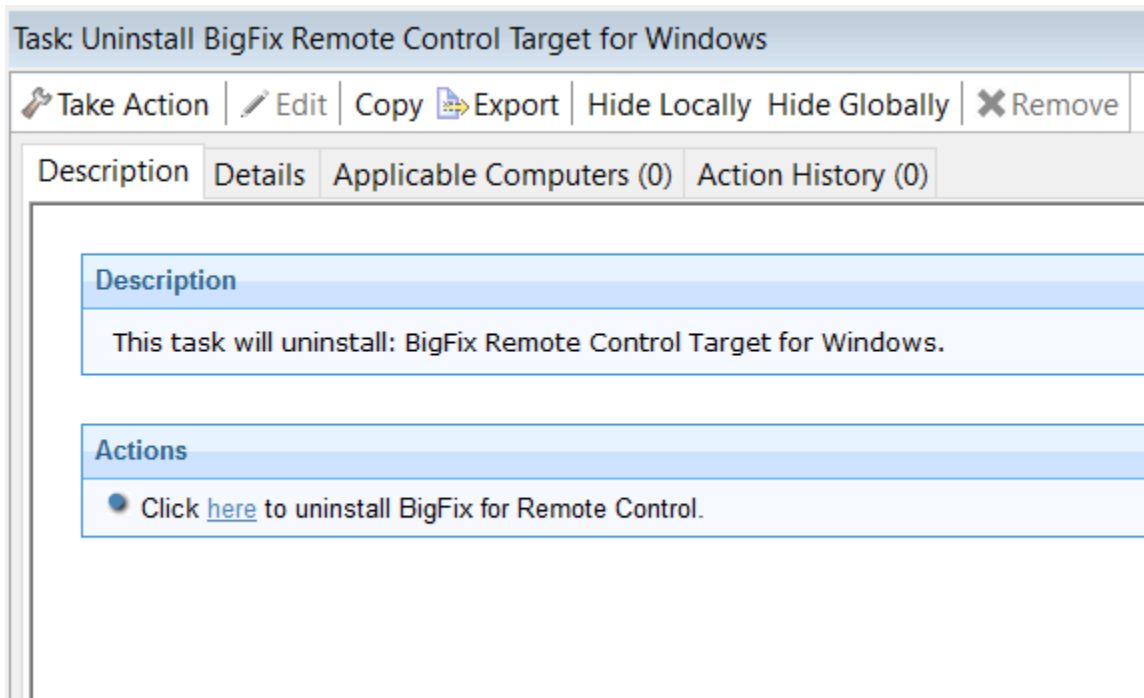 Task: Uninstall BigFix Remote Control Target for Windows
Take Action Edit Copy Export Hide Locally Hide Globally Remove
Description Details Applicable Computers (0) Action History (0)
Description
This task will uninstall: BigFix Remote Control Target for Windows.
Actions
Click here to uninstall BigFix for Remote Control.